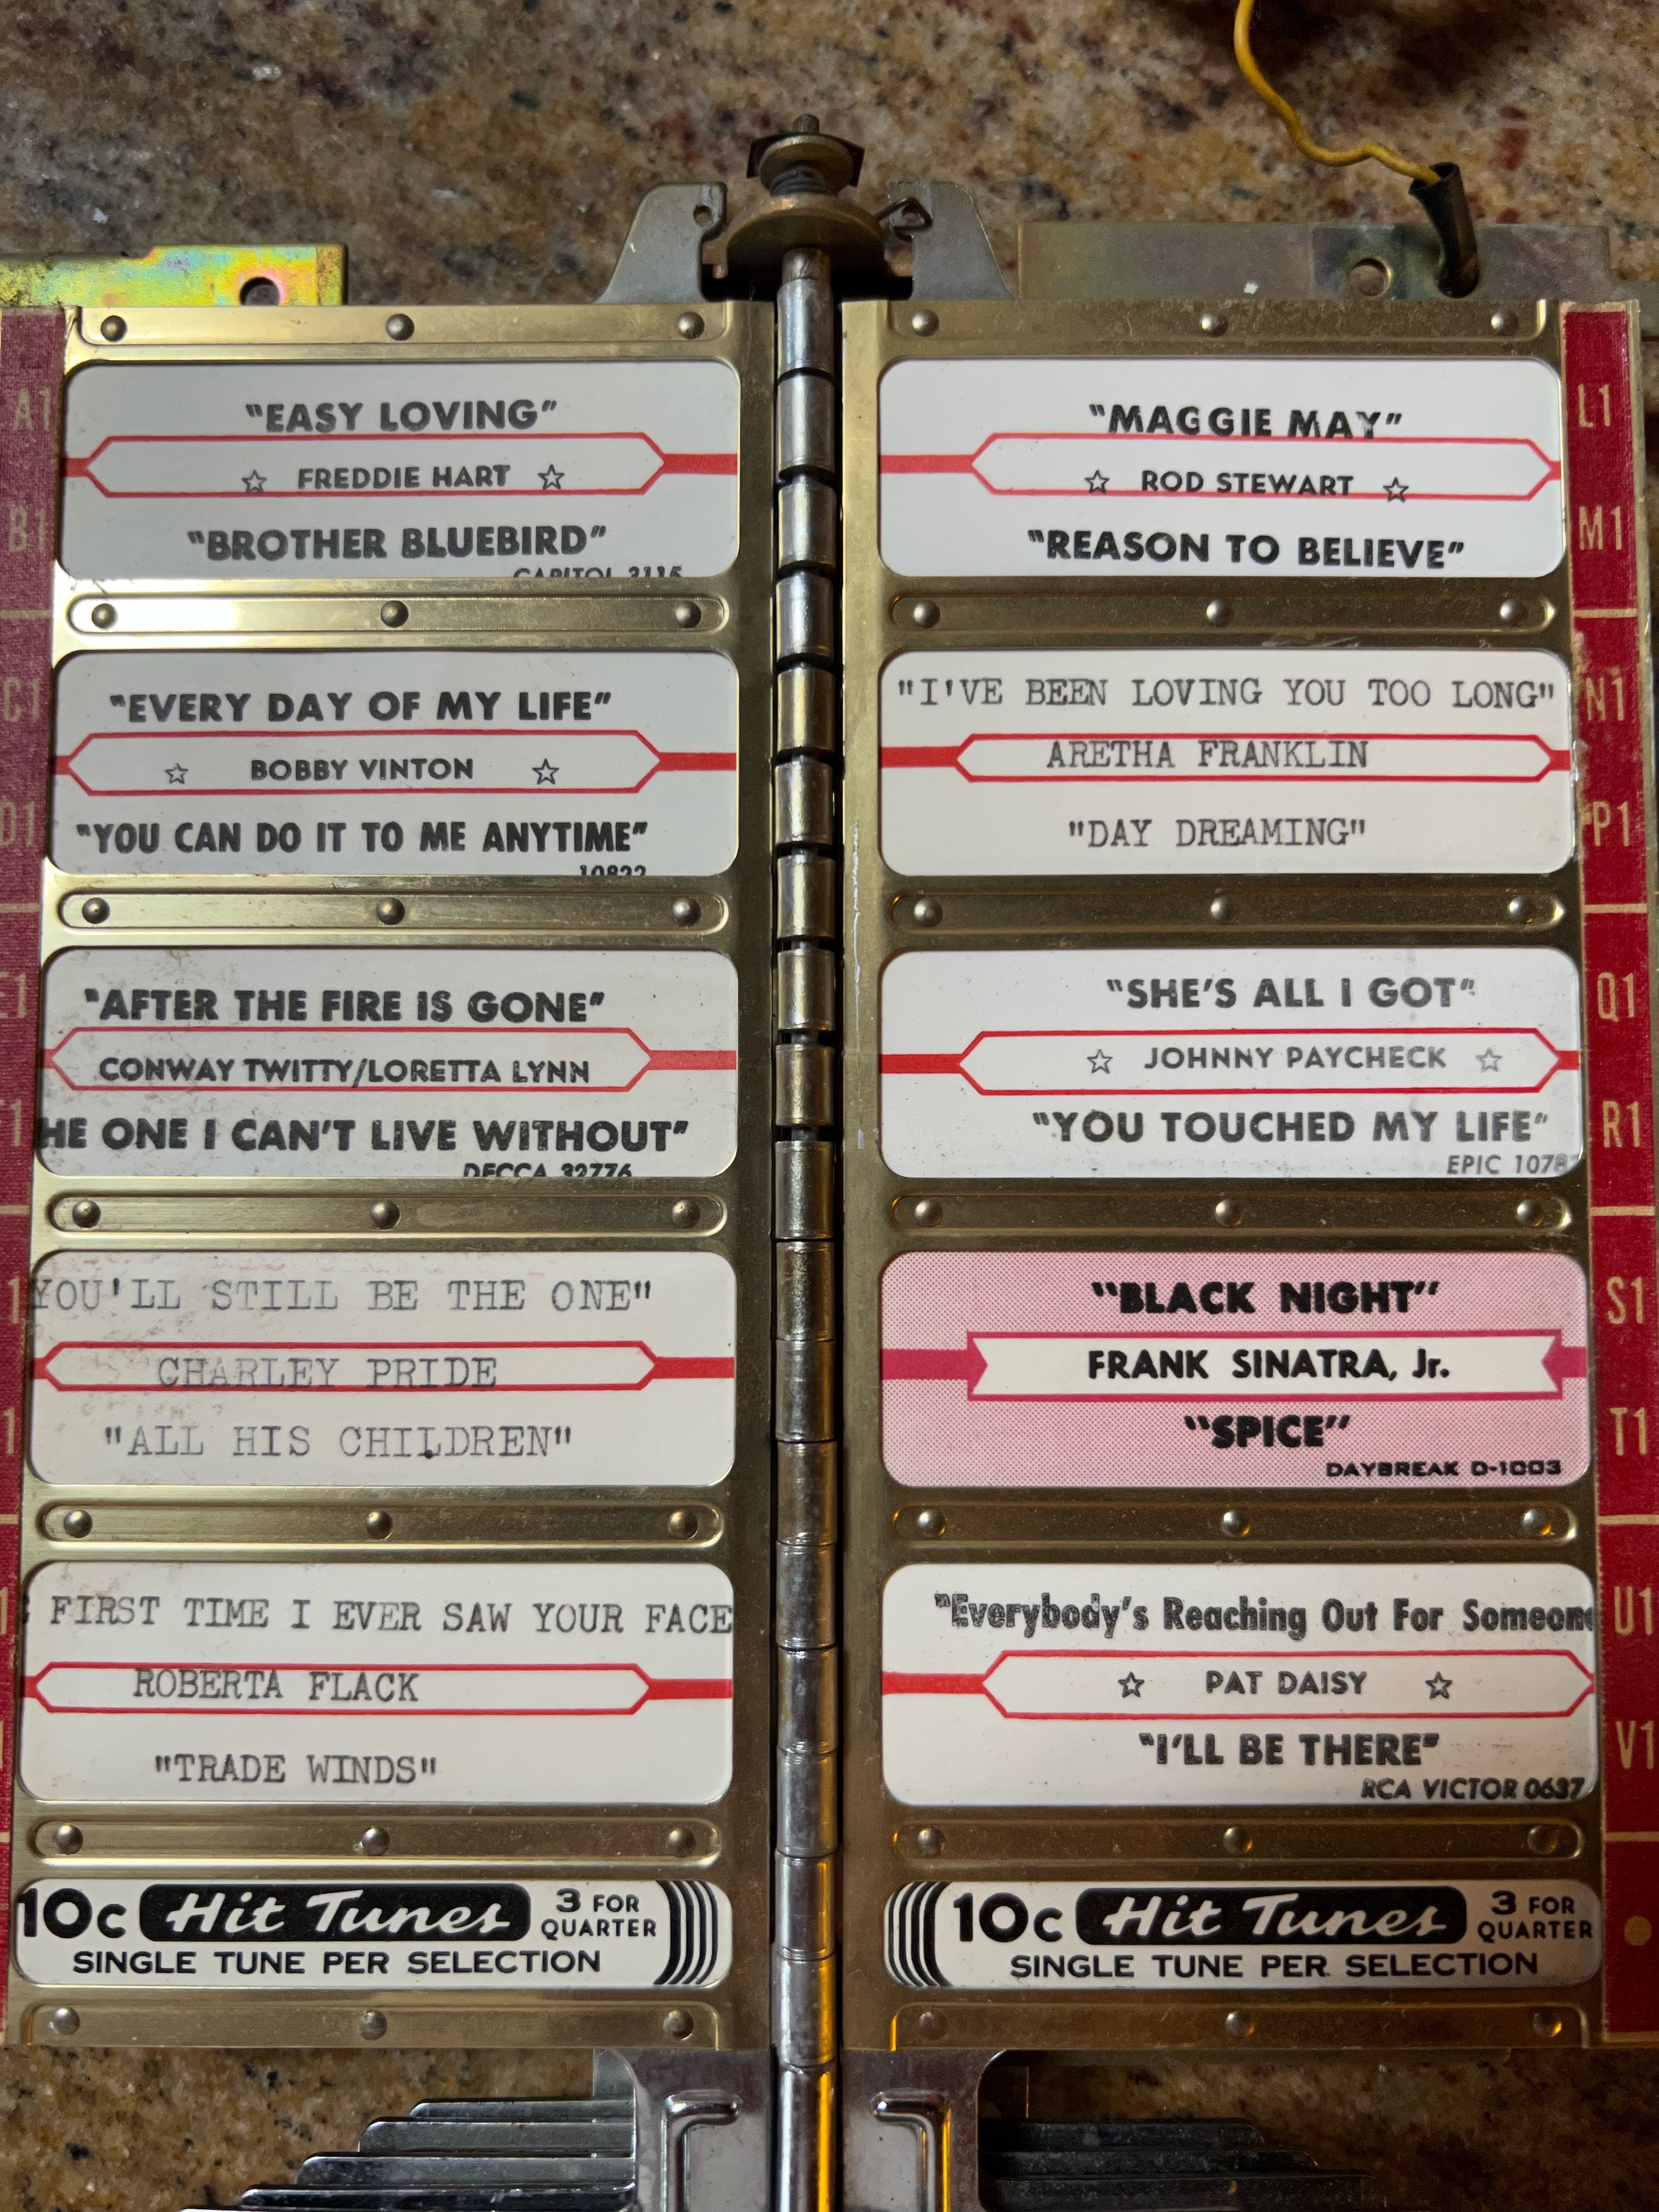 A1
"EASY LOVING"
☆ FREDDIE HART ☆
B1
"BROTHER BLUEBIRD"
CAPITOL 3115
C1
"EVERY DAY OF MY LIFE"
☆ BOBBY VINTON ☆
D1
"YOU CAN DO IT TO ME ANYTIME"
10822
E1
"AFTER THE FIRE IS GONE"
CONWAY TWITTY/LORETTA LYNN
F1
HE ONE I CAN'T LIVE WITHOUT"
DECCA 32776
1
YOU'LL STILL BE THE ONE"
CHARLEY PRIDE
1
"ALL HIS CHILDREN"
1
FIRST TIME I EVER SAW YOUR FACE
ROBERTA FLACK
"TRADE WINDS"
10c Hit Tunes 3 FOR
QUARTER
SINGLE TUNE PER SELECTION
"MAGGIE MAY"
L1
☆ ROD STEWART ☆
"REASON TO BELIEVE"
M1
"I'VE BEEN LOVING YOU TOO LONG"
N1
ARETHA FRANKLIN
"DAY DREAMING"
P1
"SHE'S ALL I GOT"
Q1
☆ JOHNNY PAYCHECK ☆
"YOU TOUCHED MY LIFE"
R1
EPIC 1078
"BLACK NIGHT"
S1
FRANK SINATRA, Jr.
"SPICE"
T1
DAYBREAK D-1003
"Everybody's Reaching Out For Someone
U1
☆ PAT DAISY ☆
"I'LL BE THERE"
V1
RCA VICTOR 0637
10c Hit Tunes 3 FOR
QUARTER
SINGLE TUNE PER SELECTION